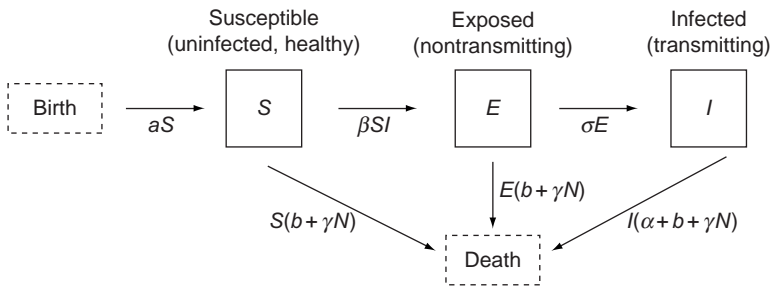 Susceptible
(uninfected, healthy)
Exposed
(nontransmitting)
Infected
(transmitting)
Birth
aS
S
βSI
E
σE
I
S(b + γN)
E(b + γN)
I(α + b + γN)
Death